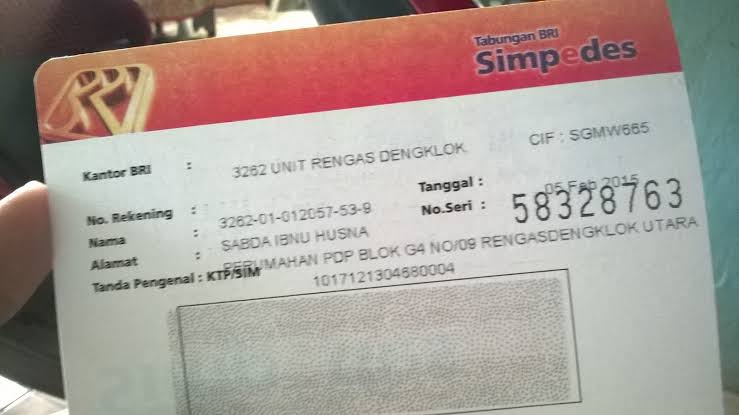 BRI
Tabungan BRI
Simpedes
Kantor BRI : 3262 UNIT RENGAS DENGKLOK CIF : SGMW665
Tanggal : 05 Feb 2015
No. Rekening : 3262-01-012057-53-9 No.Seri : 58328763
Nama : SABDA IBNU HUSNA
Alamat : PERUMAHAN PDP BLOK G4 NO/09 RENGASDENGKLOK UTARA
Tanda Pengenal : KTP/SIM 1017121304680004